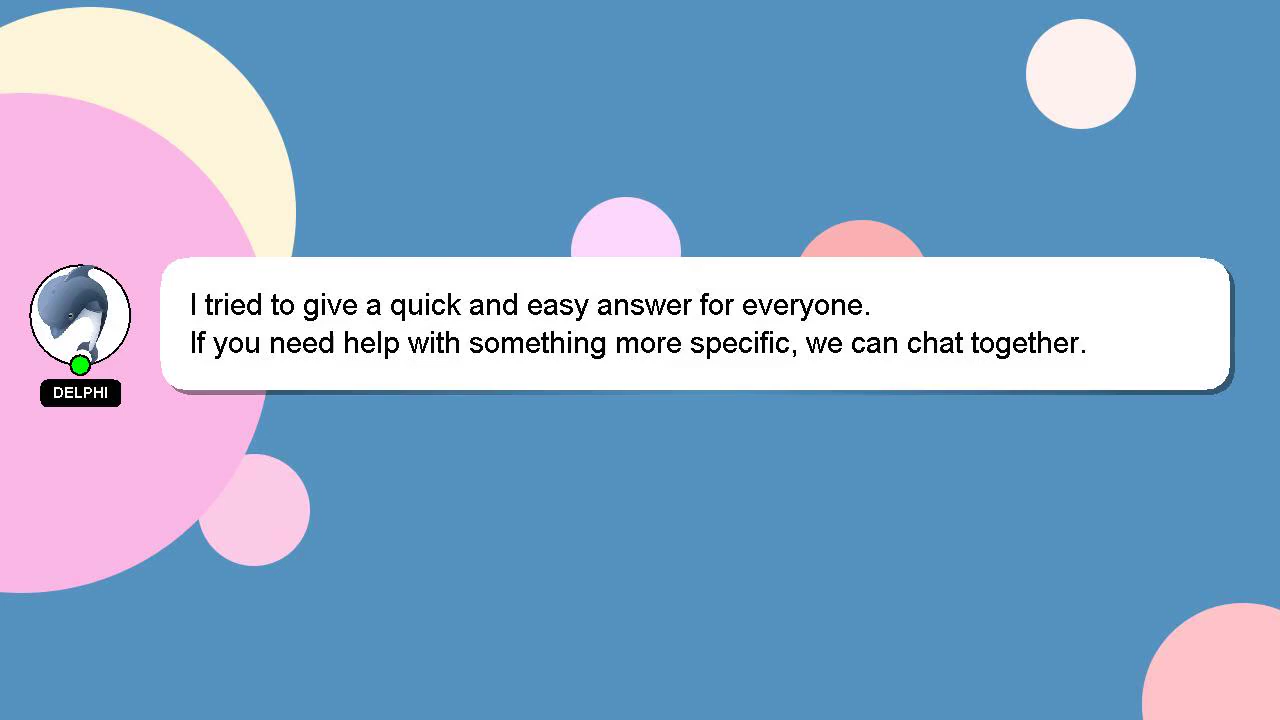 I tried to give a quick and easy answer for everyone.
If you need help with something more specific, we can chat together.
DELPHI